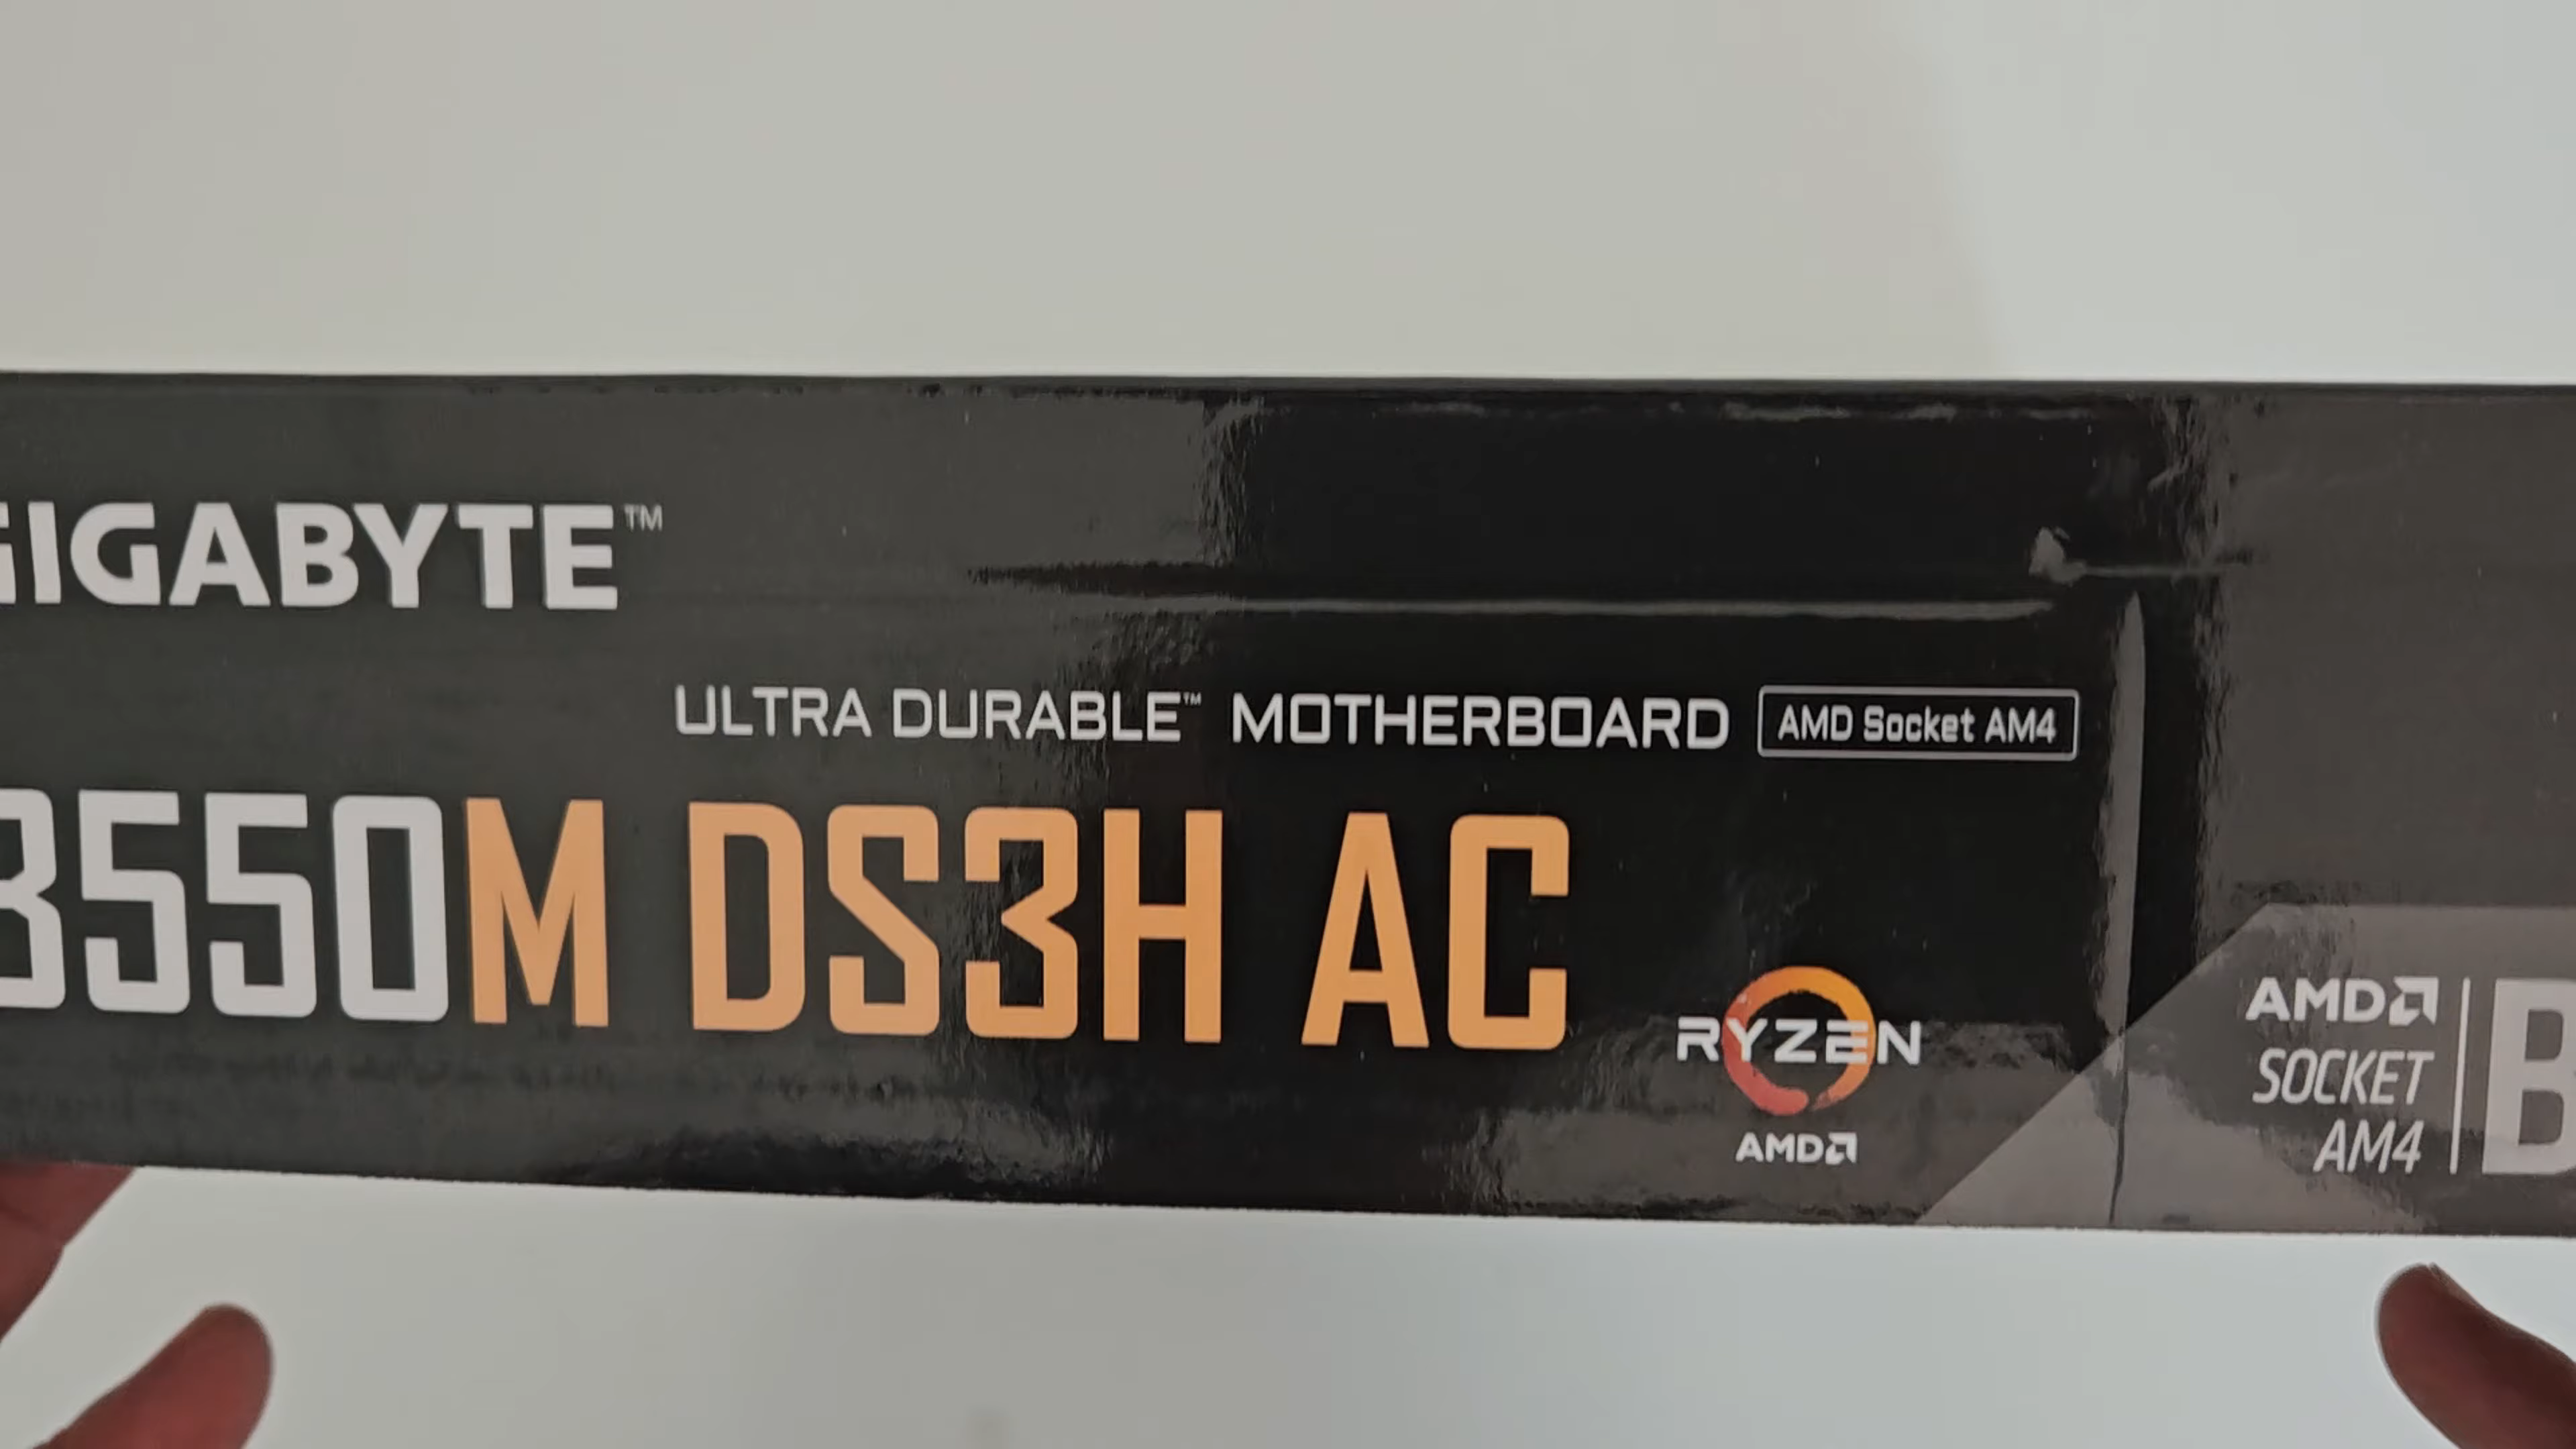 GIGABYTE™
ULTRA DURABLE™ MOTHERBOARD AMD Socket AM4
B550M DS3H AC
RYZEN
AMD
AMD
SOCKET
AM4
B